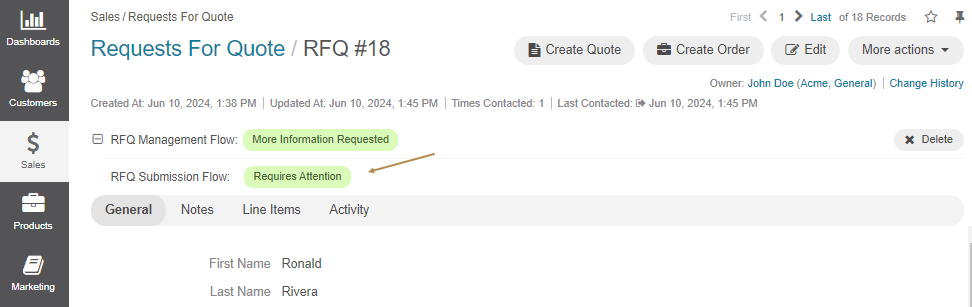 Dashboards
Customers
Sales
Products
Marketing
Sales / Requests For Quote
First 1 Last of 18 Records
Requests For Quote / RFQ #18
Create Quote Create Order Edit More actions
Owner: John Doe (Acme, General) Change History
Created At: Jun 10, 2024, 1:38 PM Updated At: Jun 10, 2024, 1:45 PM Times Contacted: 1 Last Contacted: Jun 10, 2024, 1:45 PM
RFQ Management Flow: More Information Requested Delete
RFQ Submission Flow: Requires Attention
General Notes Line Items Activity
First Name Ronald
Last Name Rivera